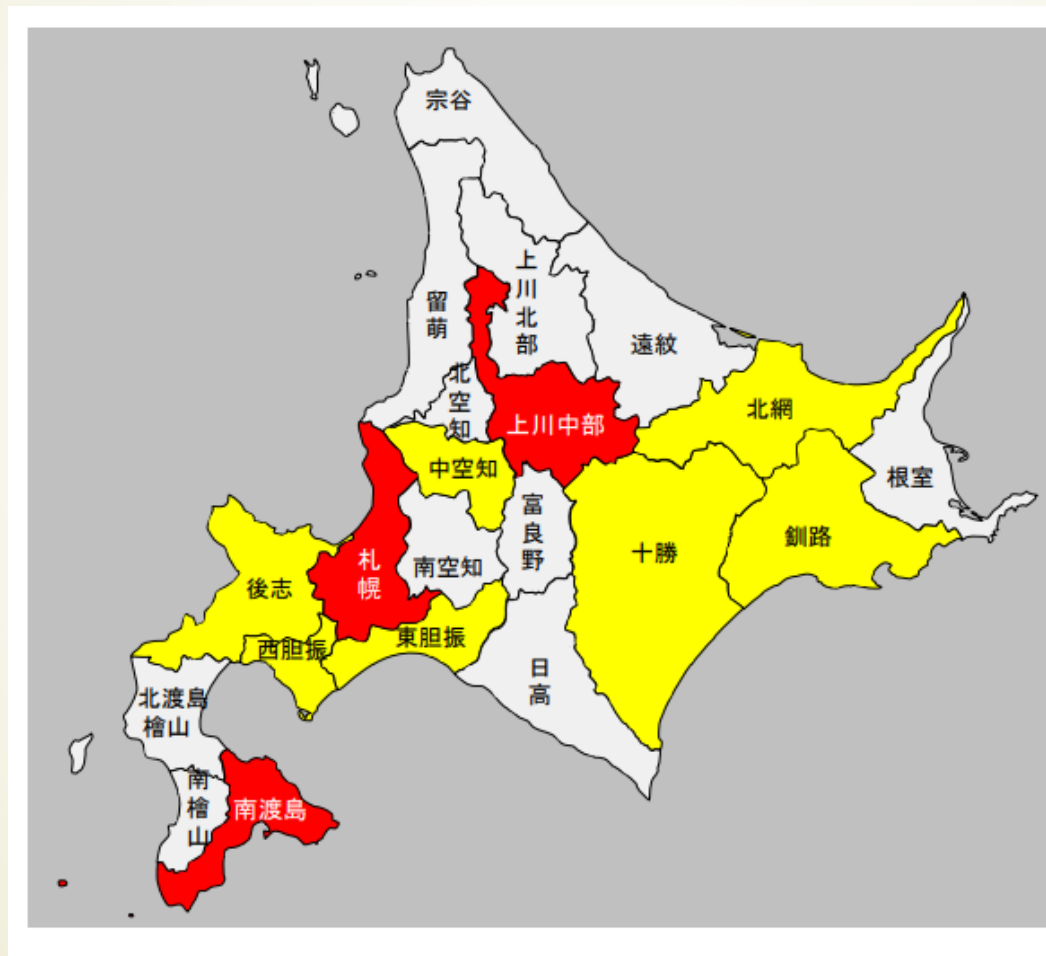 宗谷
上川北部
留萌
遠紋
北空知
北網
上川中部
中空知
根室
富良野
釧路
札幌
十勝
南空知
後志
東胆振
西胆振
日高
北渡島
檜山
南檜山
南渡島